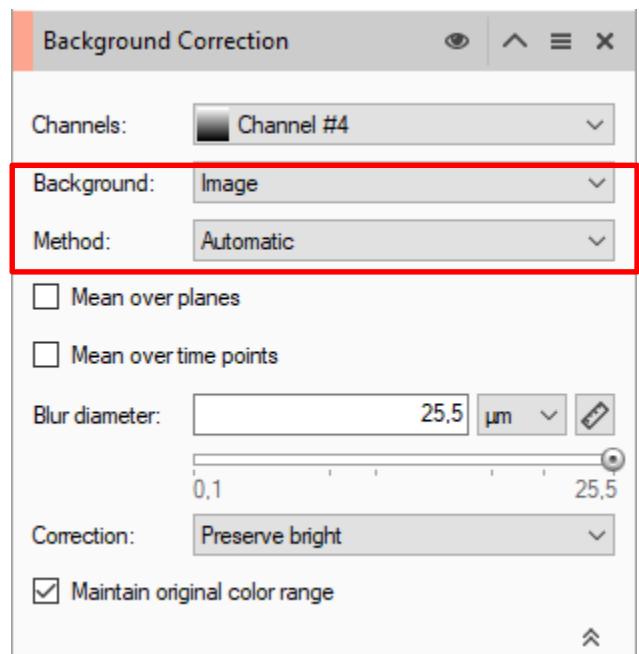 Background Correction
Channels: Channel #4
Background: Image
Method: Automatic
Mean over planes
Mean over time points
Blur diameter: 25,5 µm
0,1 25,5
Correction: Preserve bright
Maintain original color range